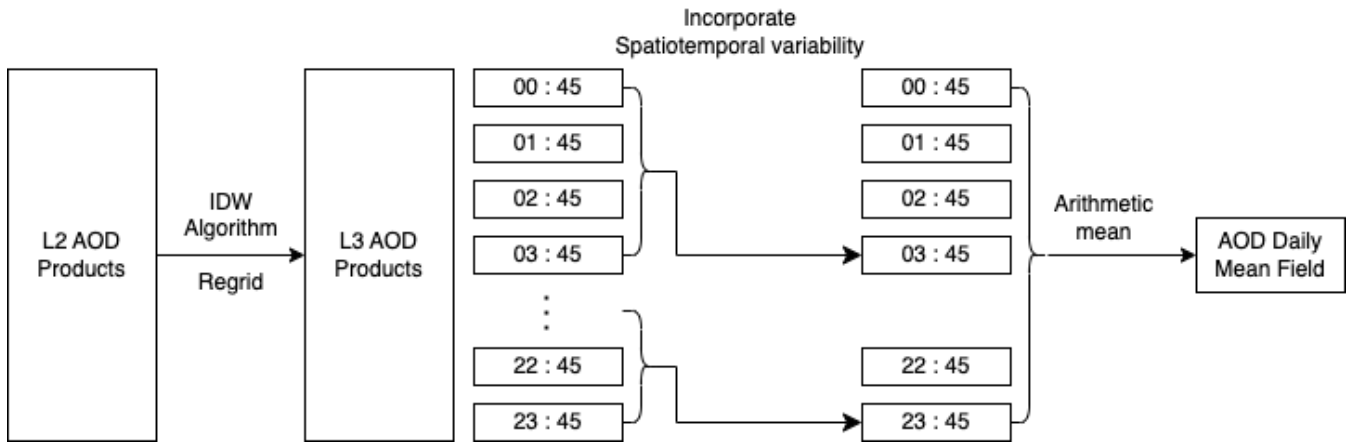 Incorporate
Spatiotemporal variability
L2 AOD
Products
IDW
Algorithm
Regrid
L3 AOD
Products
00 : 45
01 : 45
02 : 45
03 : 45
⋮
22 : 45
23 : 45
00 : 45
01 : 45
02 : 45
03 : 45
22 : 45
23 : 45
Arithmetic
mean
AOD Daily
Mean Field